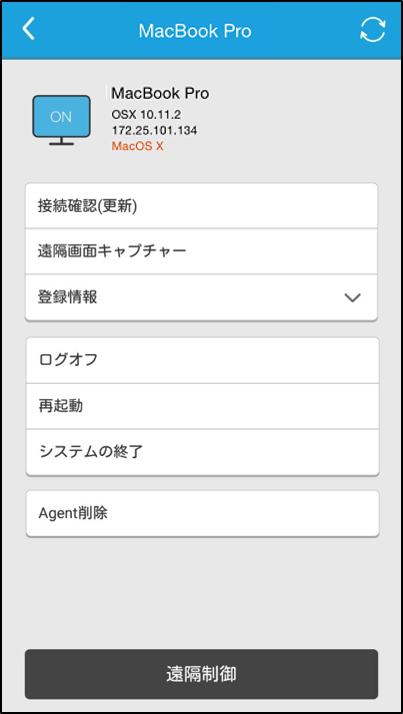 MacBook Pro
ON
MacBook Pro
OSX 10.11.2
172.25.101.134
MacOS X
接続確認(更新)
遠隔画面キャプチャー
登録情報
ログオフ
再起動
システムの終了
Agent削除
遠隔制御